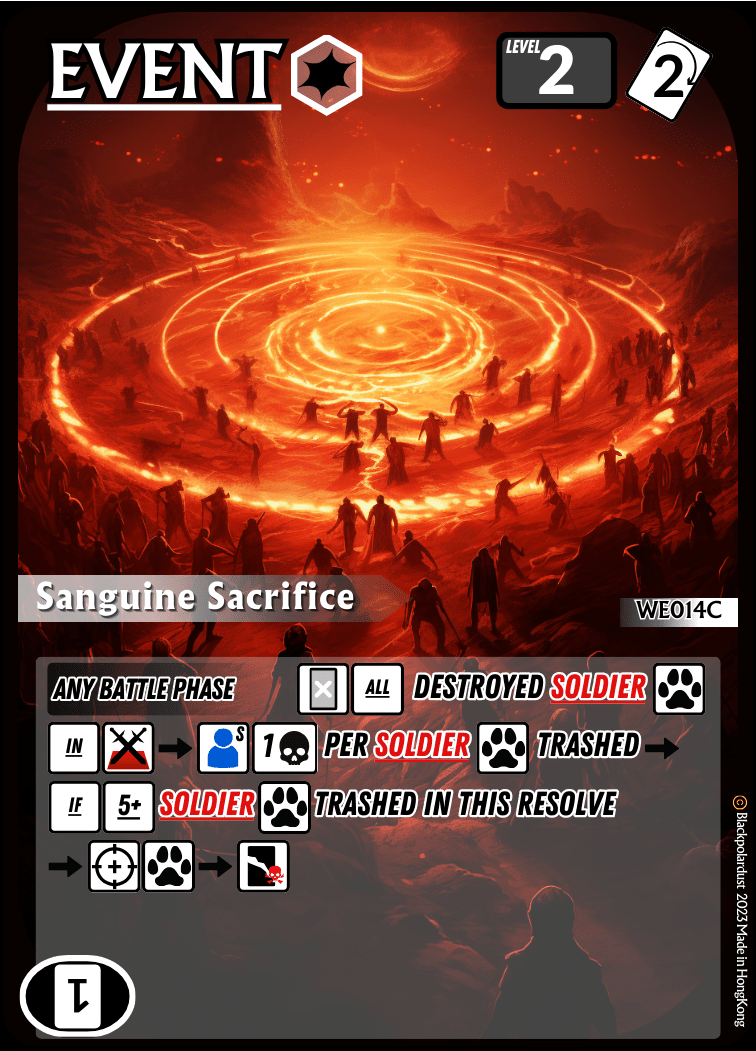 EVENT
LEVEL 2
2
Sanguine Sacrifice
WE014C
ANY BATTLE PHASE ALL DESTROYED SOLDIER
IN S 1 PER SOLDIER TRASHED
IF 5+ SOLDIER TRASHED IN THIS RESOLVE
1
© Blackpolardust 2023 Made in HongKong